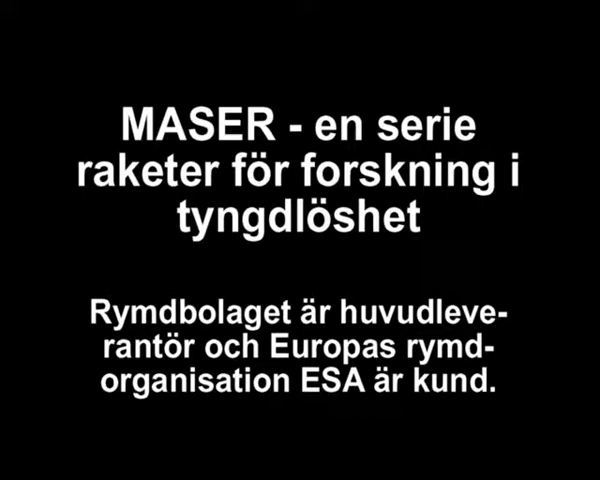 MASER - en serie
raketer för forskning i
tyngdlöshet
Rymdbolaget är huvudleve-
rantör och Europas rymd-
organisation ESA är kund.